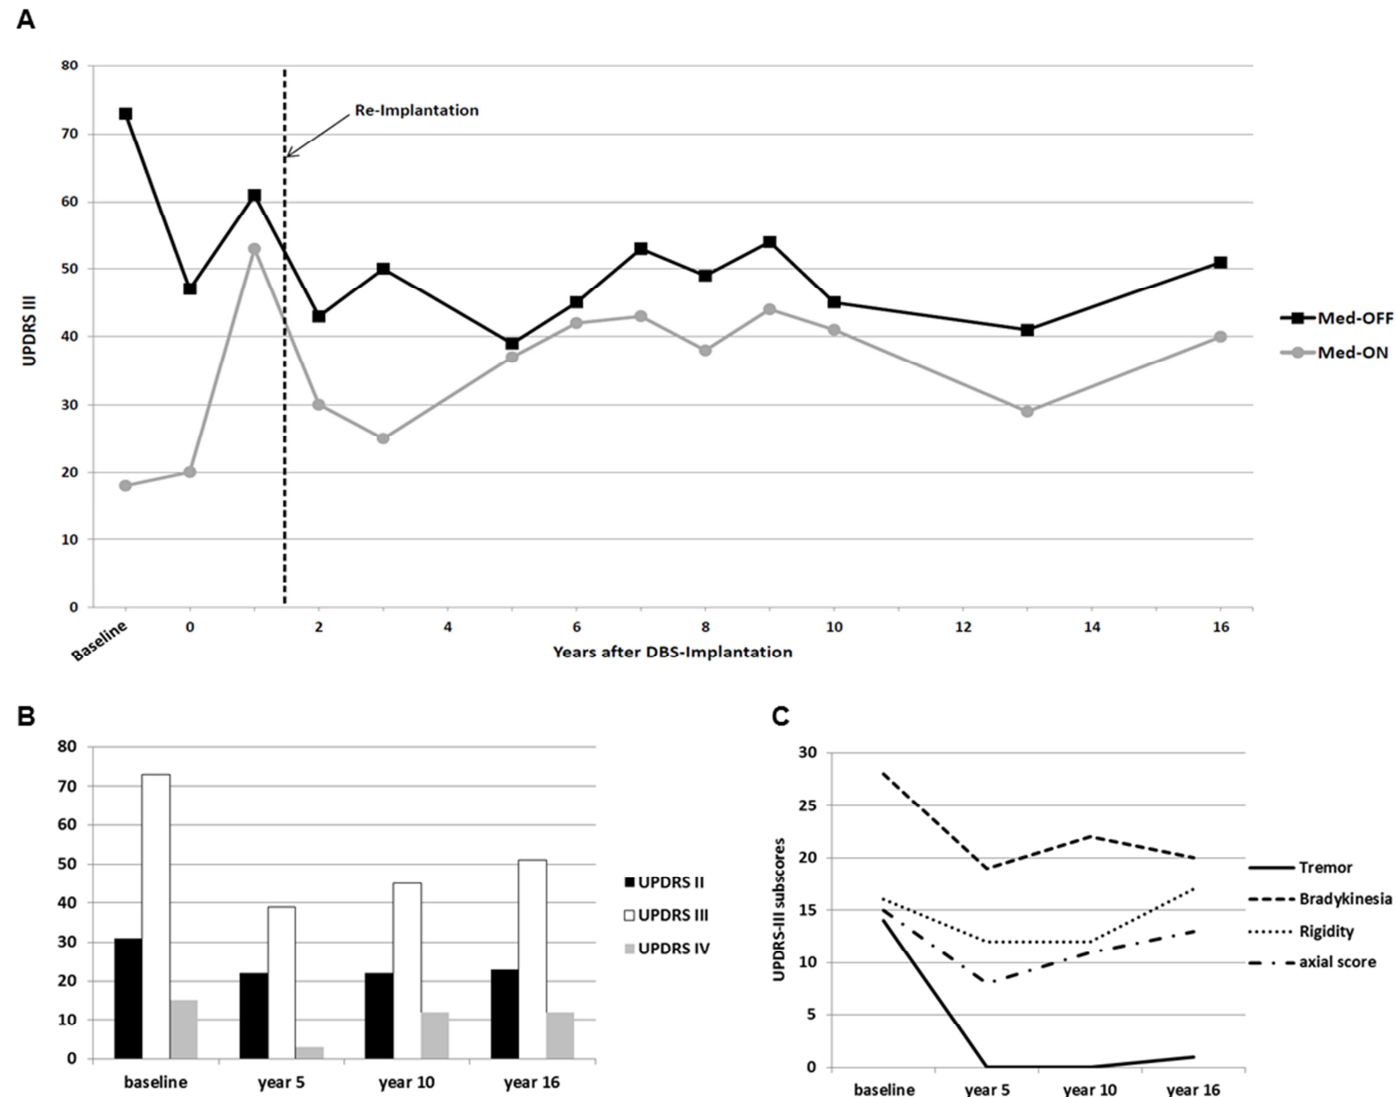 A
80
70
60
50
40
30
20
10
0
UPDRS III
Re-Implantation
Med-OFF
Med-ON
Baseline
0 2 4 6 8 10 12 14 16
Years after DBS-Implantation
B
80
70
60
50
40
30
20
10
0
baseline year 5 year 10 year 16
UPDRS II
UPDRS III
UPDRS IV
C
30
25
20
15
10
5
0
UPDRS-III subscores
baseline year 5 year 10 year 16
Tremor
Bradykinesia
Rigidity
axial score